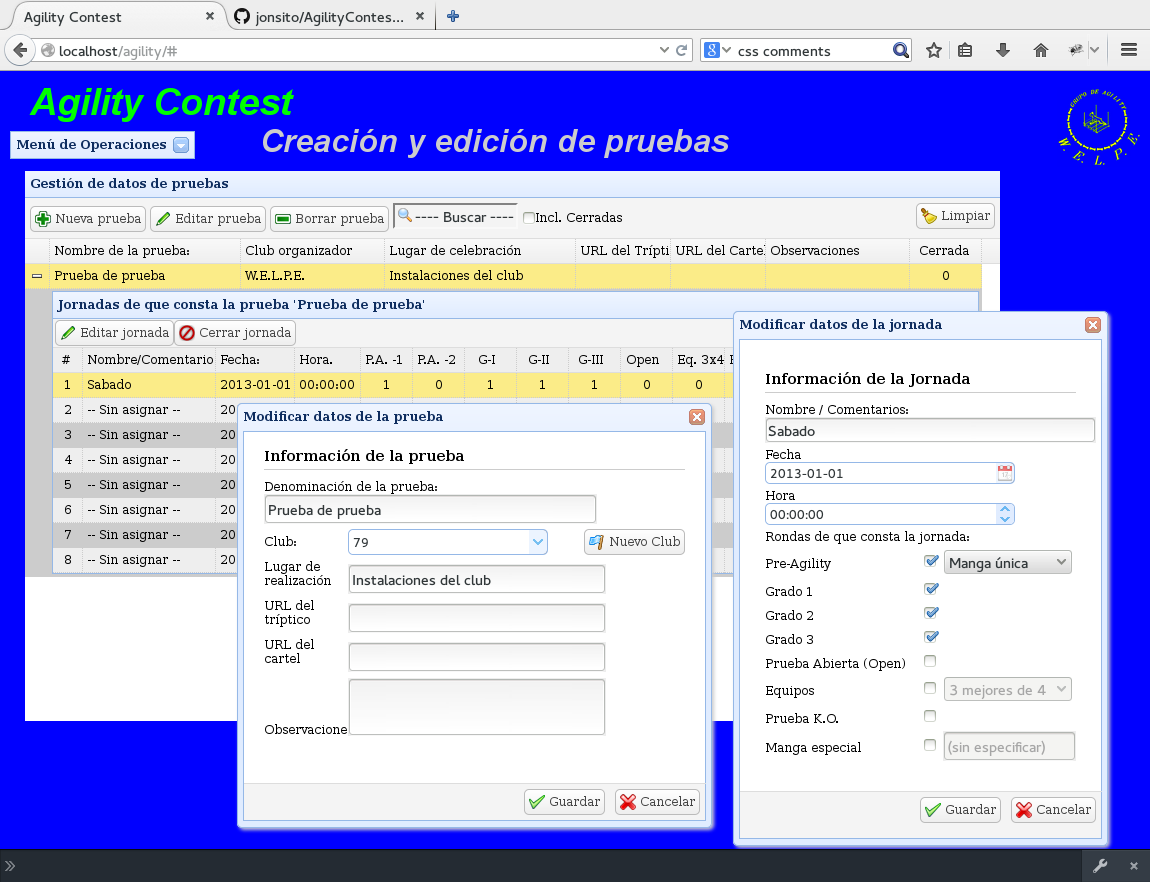 Agility Contest
jonsito/AgilityContes...
localhost/agility/#
css comments
Agility Contest
GRUPO DE AGILITY
W.E.L.P.E.
Menú de Operaciones
Creación y edición de pruebas
Gestión de datos de pruebas
Nueva prueba Editar prueba Borrar prueba ---- Buscar ---- Incl. Cerradas Limpiar
Nombre de la prueba: Club organizador Lugar de celebración URL del Trípti URL del Cartel Observaciones Cerrada
Prueba de prueba W.E.L.P.E. Instalaciones del club 0
Jornadas de que consta la prueba 'Prueba de prueba'
Editar jornada Cerrar jornada
# Nombre/Comentario Fecha: Hora. P.A. -1 P.A. -2 G-I G-II G-III Open Eq. 3x4
1 Sabado 2013-01-01 00:00:00 1 0 1 1 1 0 0
2 -- Sin asignar -- 20
3 -- Sin asignar -- 20
4 -- Sin asignar -- 20
5 -- Sin asignar -- 20
6 -- Sin asignar -- 20
7 -- Sin asignar -- 20
8 -- Sin asignar -- 20
Modificar datos de la prueba
Información de la prueba
Denominación de la prueba:
Prueba de prueba
Club: 79 Nuevo Club
Lugar de
realización Instalaciones del club
URL del
tríptico
URL del
cartel
Observacione
Guardar Cancelar
Modificar datos de la jornada
Información de la Jornada
Nombre / Comentarios:
Sabado
Fecha
2013-01-01
Hora
00:00:00
Rondas de que consta la jornada:
Pre-Agility Manga única
Grado 1
Grado 2
Grado 3
Prueba Abierta (Open)
Equipos 3 mejores de 4
Prueba K.O.
Manga especial (sin especificar)
Guardar Cancelar